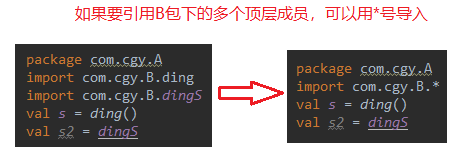 如果要引用B包下的多个顶层成员，可以用*号导入
package com.cgy.A
import com.cgy.B.ding
import com.cgy.B.dingS
val s = ding()
val s2 = dingS
package com.cgy.A
import com.cgy.B.*
val s = ding()
val s2 = dingS